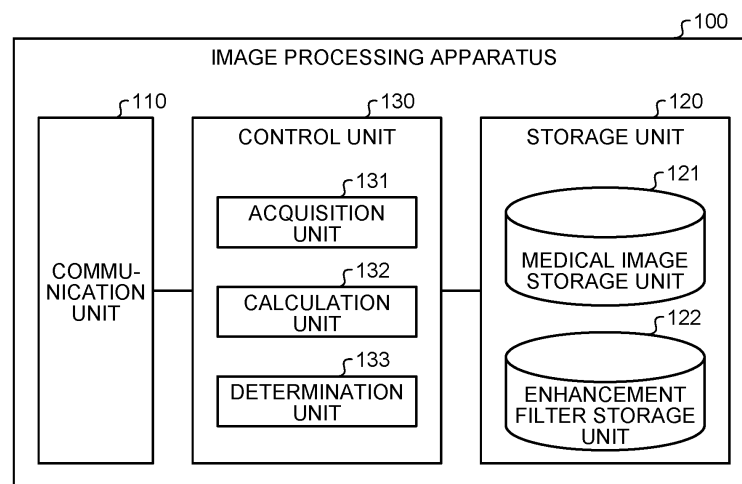 100
IMAGE PROCESSING APPARATUS
110
COMMU-
NICATION
UNIT
130
CONTROL UNIT
131
ACQUISITION
UNIT
132
CALCULATION
UNIT
133
DETERMINATION
UNIT
120
STORAGE UNIT
121
MEDICAL IMAGE
STORAGE UNIT
122
ENHANCEMENT
FILTER STORAGE
UNIT